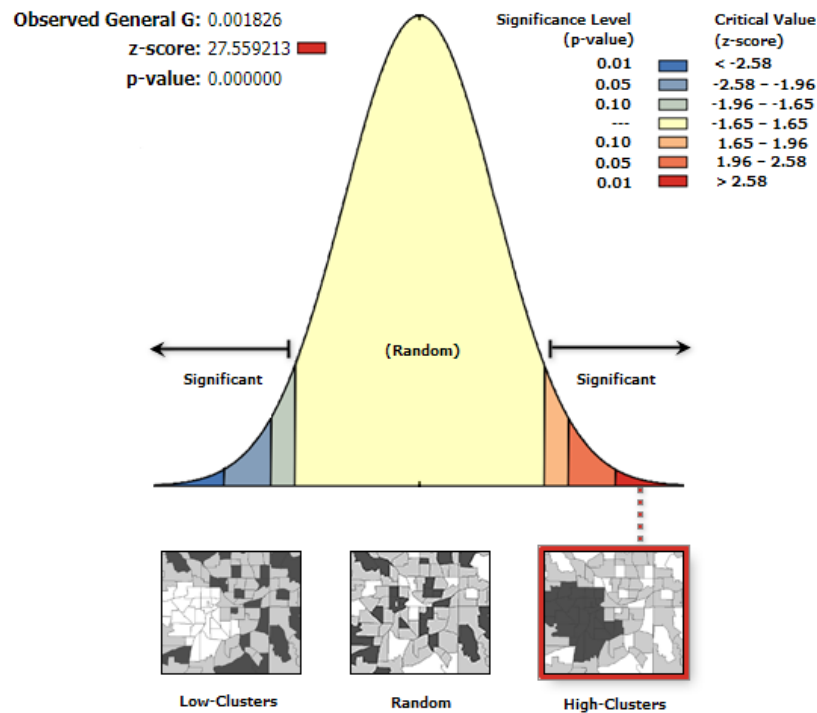 Observed General G: 0.001826
z-score: 27.559213
p-value: 0.000000
Significance Level
(p-value)
Critical Value
(z-score)
0.01 < -2.58
0.05 -2.58 – -1.96
0.10 -1.96 – -1.65
--- -1.65 – 1.65
0.10 1.65 – 1.96
0.05 1.96 – 2.58
0.01 > 2.58
(Random)
Significant
Significant
Low-Clusters
Random
High-Clusters